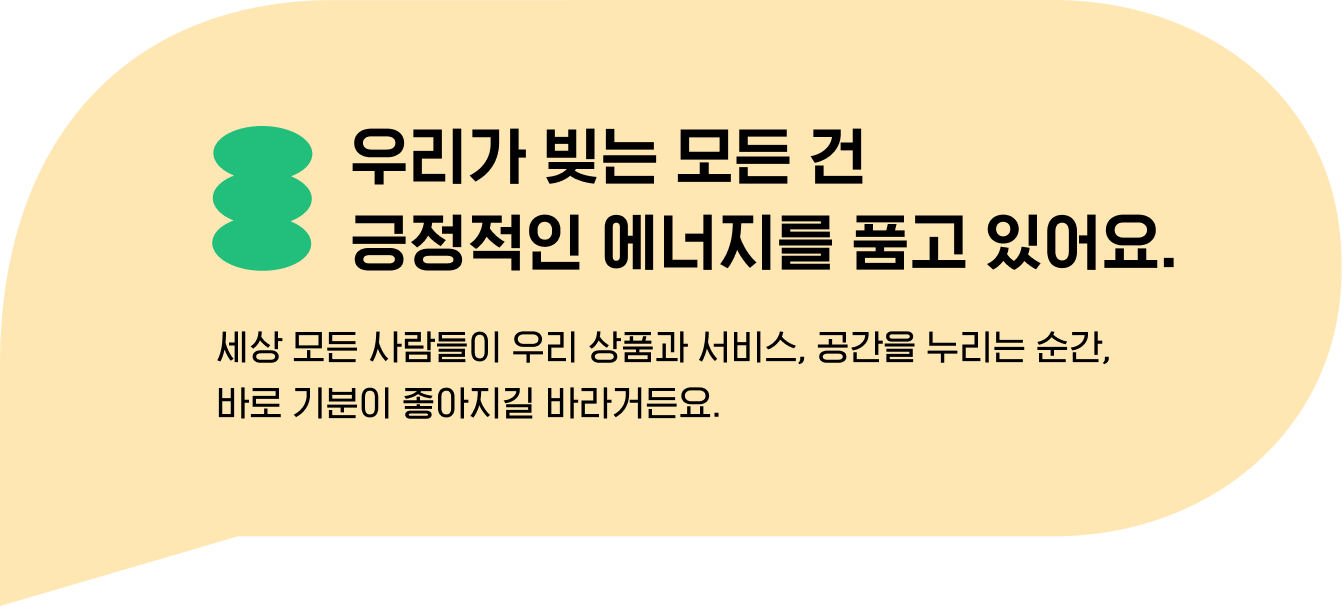 우리가 빚는 모든 건
긍정적인 에너지를 품고 있어요.
세상 모든 사람들이 우리 상품과 서비스, 공간을 누리는 순간,
바로 기분이 좋아지길 바라거든요.